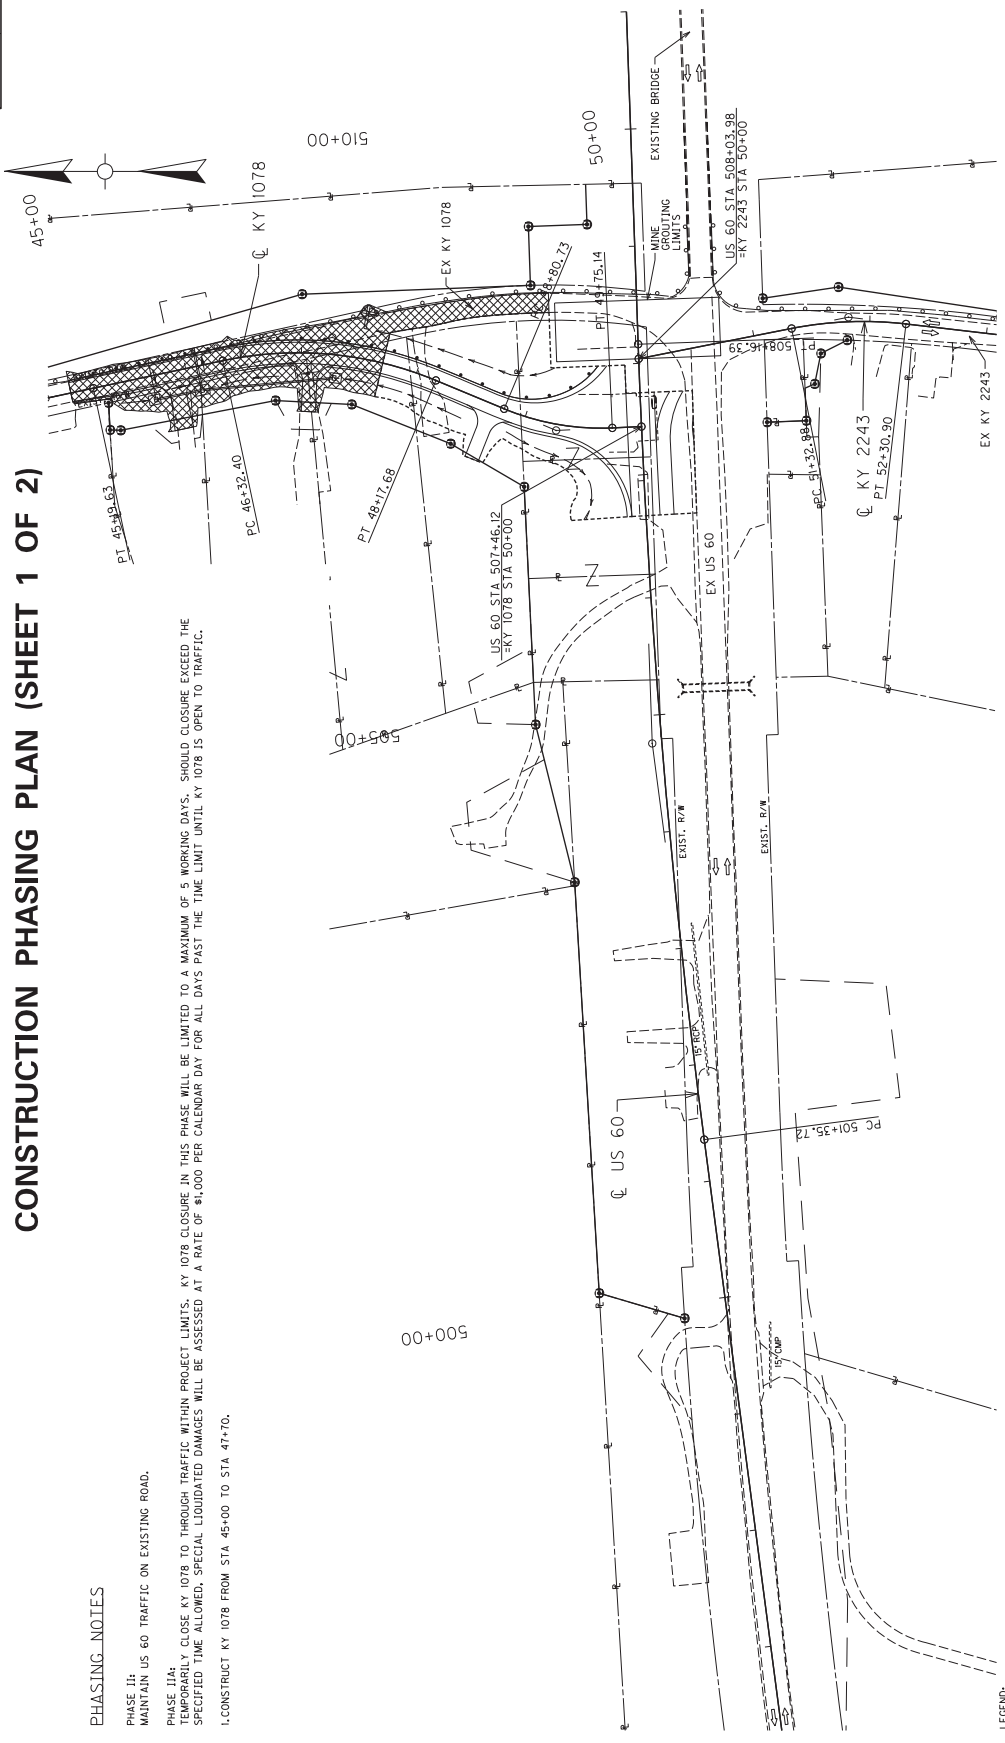 CONSTRUCTION PHASING PLAN (SHEET 1 OF 2)
PHASING NOTES
PHASE II:
MAINTAIN US 60 TRAFFIC ON EXISTING ROAD.
PHASE IIA:
TEMPORARILY CLOSE KY 1078 TO THROUGH TRAFFIC WITHIN PROJECT LIMITS. KY 1078 CLOSURE IN THIS PHASE WILL BE LIMITED TO A MAXIMUM OF 5 WORKING DAYS. SHOULD CLOSURE EXCEED THE
SPECIFIED TIME ALLOWED, SPECIAL LIQUIDATED DAMAGES WILL BE ASSESSED AT A RATE OF $1,000 PER CALENDAR DAY FOR ALL DAYS PAST THE TIME LIMIT UNTIL KY 1078 IS OPEN TO TRAFFIC.
1.CONSTRUCT KY 1078 FROM STA 45+00 TO STA 47+70.
45+00
510+00
50+00
℄ KY 1078
EX KY 1078
EXISTING BRIDGE
MINE
GROUTING
LIMITS
US 60 STA 508+03.98
=KY 2243 STA 50+00
PT 45+19.63
PC 46+32.40
PT 48+17.68
PT 49+75.14
PT 508+16.39
US 60 STA 507+46.12
=KY 1078 STA 50+00
EX US 60
℄ KY 2243
PT 52+30.90
EX KY 2243
505+00
EXIST. R/W
EXIST. R/W
15" RCP
℄ US 60
PC 501+35.72
500+00
15" CMP
LEGEND: